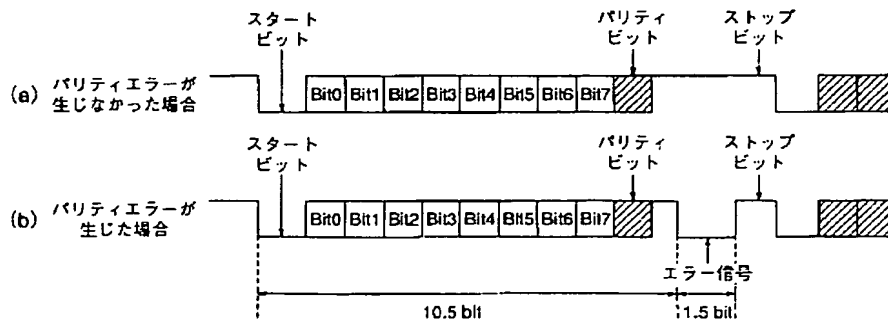 スタート
ビット
パリティ
ビット
ストップ
ビット
(a) パリティエラーが
生じなかった場合
Bit0 Bit1 Bit2 Bit3 Bit4 Bit5 Bit6 Bit7
スタート
ビット
パリティ
ビット
ストップ
ビット
(b) パリティエラーが
生じた場合
Bit0 Bit1 Bit2 Bit3 Bit4 Bit5 Bit6 Bit7
エラー信号
10.5 bit
1.5 bit